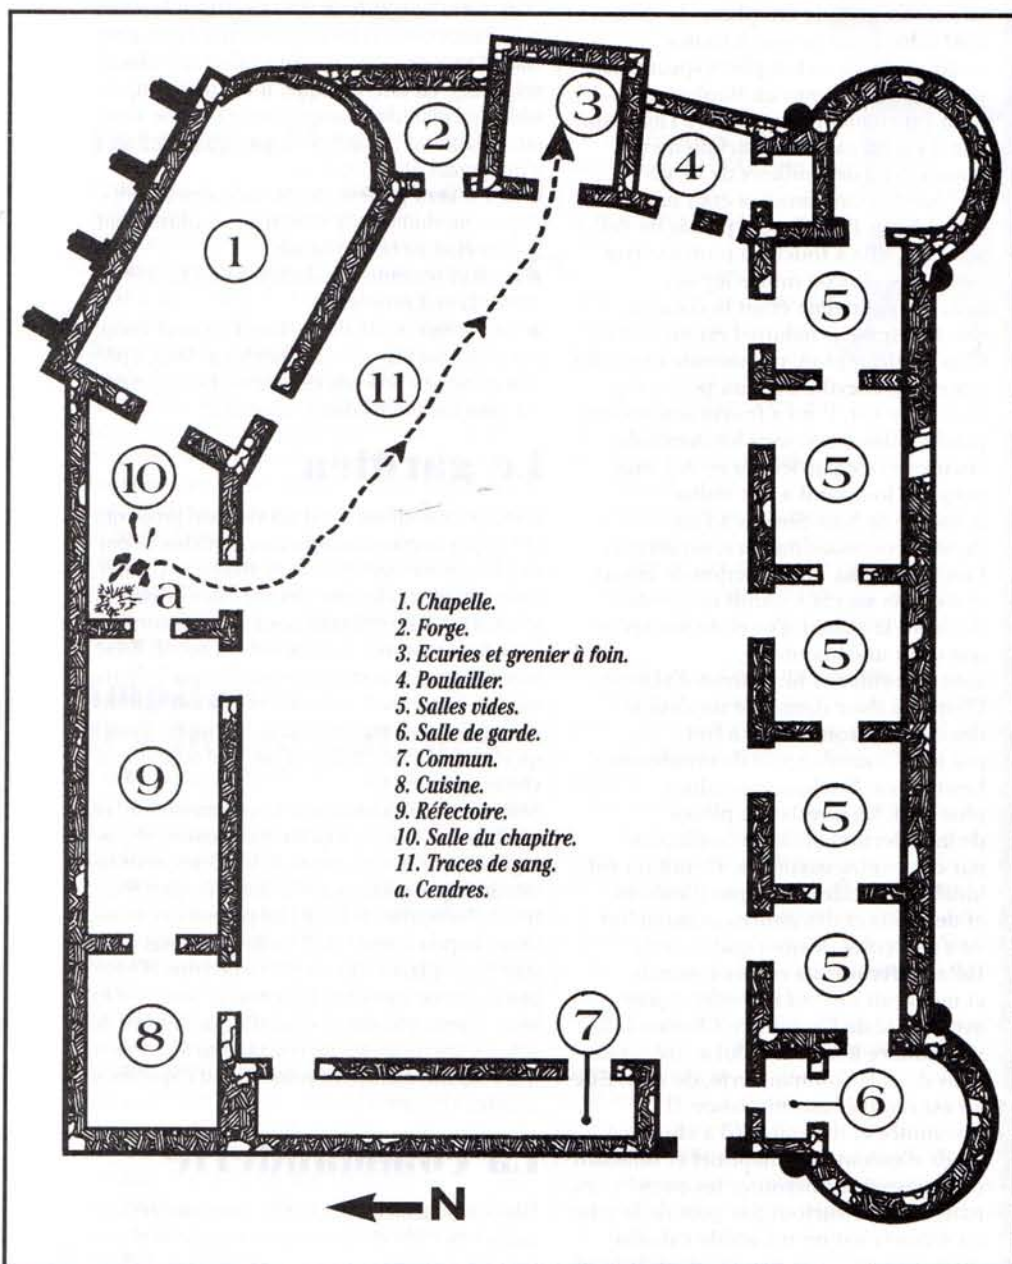 2
3
4
1
5
11
5
10
a
5
1. Chapelle.
2. Forge.
3. Ecuries et grenier à foin.
4. Poulailler.
5. Salles vides.
6. Salle de garde.
7. Commun.
8. Cuisine.
9. Réfectoire.
10. Salle du chapitre.
11. Traces de sang.
a. Cendres.
9
5
5
7
8
6
N